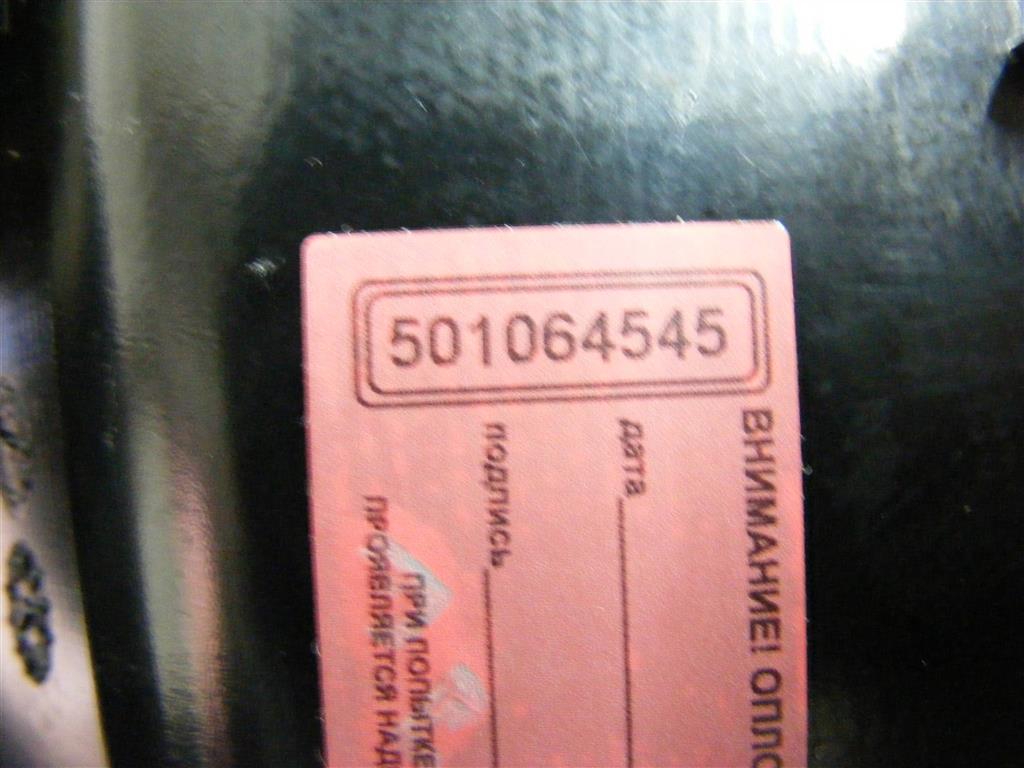 501064545
ВНИМАНИЕ! ОПЛО
дата
подпись
ПРИ ПОПЫТКЕ
ПРОЯВЛЯЕТСЯ НАД